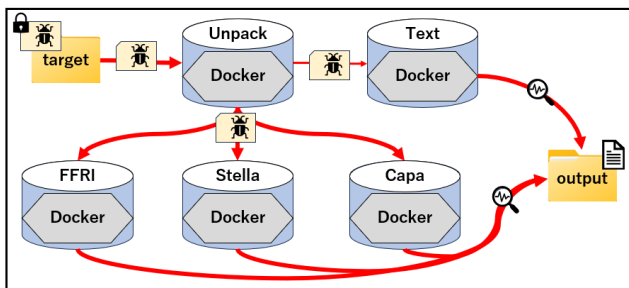 Unpack
Text
target
Docker
Docker
FFRI
Stella
Capa
output
Docker
Docker
Docker